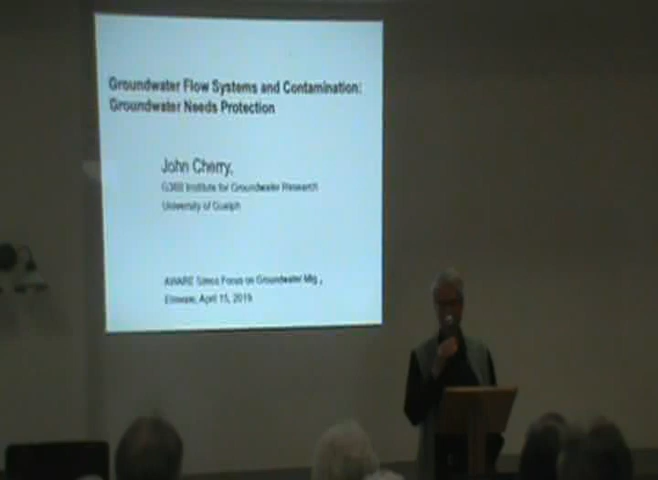 Groundwater Flow Systems and Contamination:
Groundwater Needs Protection
John Cherry,
G360 Institute for Groundwater Research
University of Guelph
AWARE Simcoe Focus on Groundwater Mtg.,
Elmvale, April 15, 2019